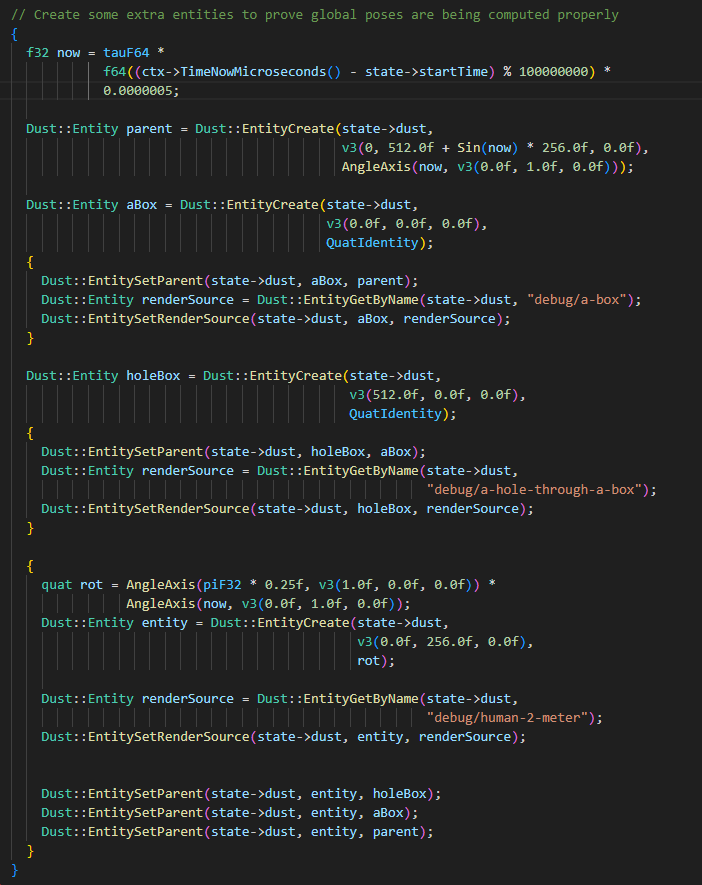 // Create some extra entities to prove global poses are being computed properly
{
f32 now = tauF64 *
f64((ctx->TimeNowMicroseconds() - state->startTime) % 100000000) *
0.0000005;
Dust::Entity parent = Dust::EntityCreate(state->dust,
v3(0, 512.0f + Sin(now) * 256.0f, 0.0f),
AngleAxis(now, v3(0.0f, 1.0f, 0.0f)));
Dust::Entity aBox = Dust::EntityCreate(state->dust,
v3(0.0f, 0.0f, 0.0f),
QuatIdentity);
{
Dust::EntitySetParent(state->dust, aBox, parent);
Dust::Entity renderSource = Dust::EntityGetByName(state->dust, "debug/a-box");
Dust::EntitySetRenderSource(state->dust, aBox, renderSource);
}
Dust::Entity holeBox = Dust::EntityCreate(state->dust,
v3(512.0f, 0.0f, 0.0f),
QuatIdentity);
{
Dust::EntitySetParent(state->dust, holeBox, aBox);
Dust::Entity renderSource = Dust::EntityGetByName(state->dust,
"debug/a-hole-through-a-box");
Dust::EntitySetRenderSource(state->dust, holeBox, renderSource);
}
{
quat rot = AngleAxis(piF32 * 0.25f, v3(1.0f, 0.0f, 0.0f)) *
AngleAxis(now, v3(0.0f, 1.0f, 0.0f));
Dust::Entity entity = Dust::EntityCreate(state->dust,
v3(0.0f, 256.0f, 0.0f),
rot);
Dust::Entity renderSource = Dust::EntityGetByName(state->dust,
"debug/human-2-meter");
Dust::EntitySetRenderSource(state->dust, entity, renderSource);
Dust::EntitySetParent(state->dust, entity, holeBox);
Dust::EntitySetParent(state->dust, entity, aBox);
Dust::EntitySetParent(state->dust, entity, parent);
}
}